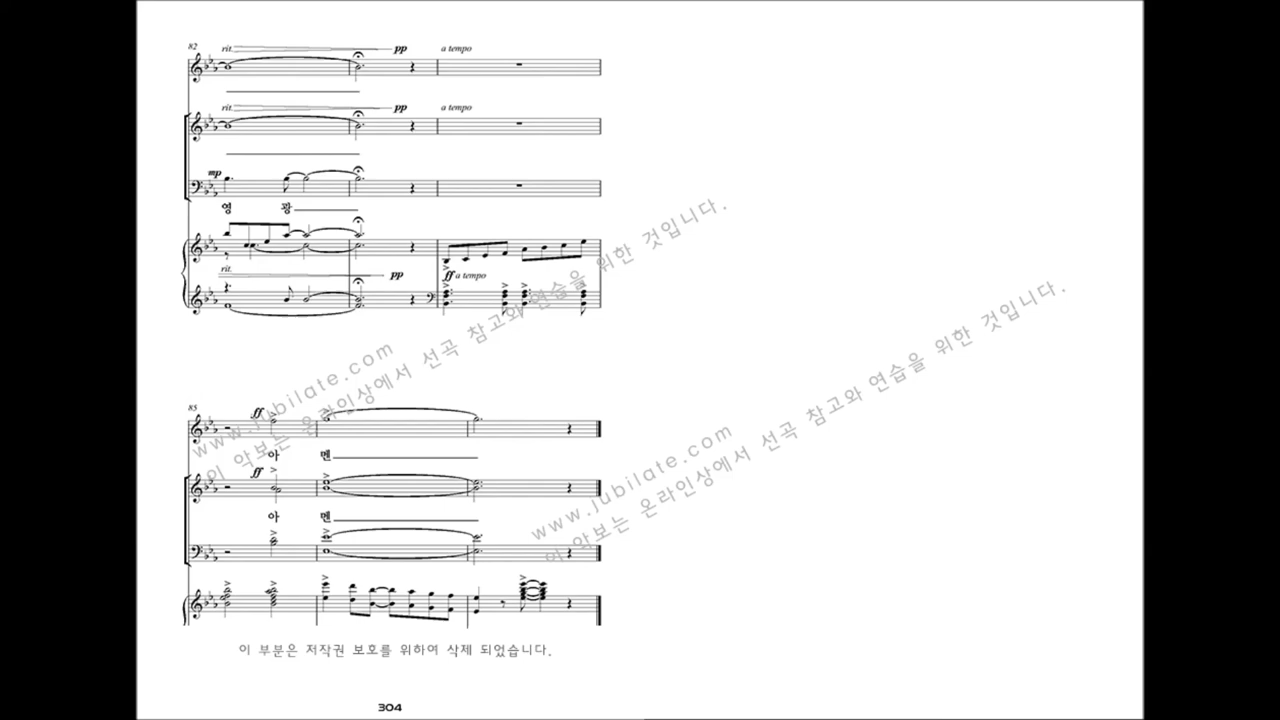 82
rit. pp a tempo
rit. pp a tempo
mp
영 광
rit. pp ff a tempo
www.jubilate.com
이 악보는 온라인상에서 선곡 참고와 연습을 위한 것입니다.
www.jubilate.com
이 악보는 온라인상에서 선곡 참고와 연습을 위한 것입니다.
85
ff
아 멘
ff
아 멘
이 부분은 저작권 보호를 위하여 삭제 되었습니다.
304